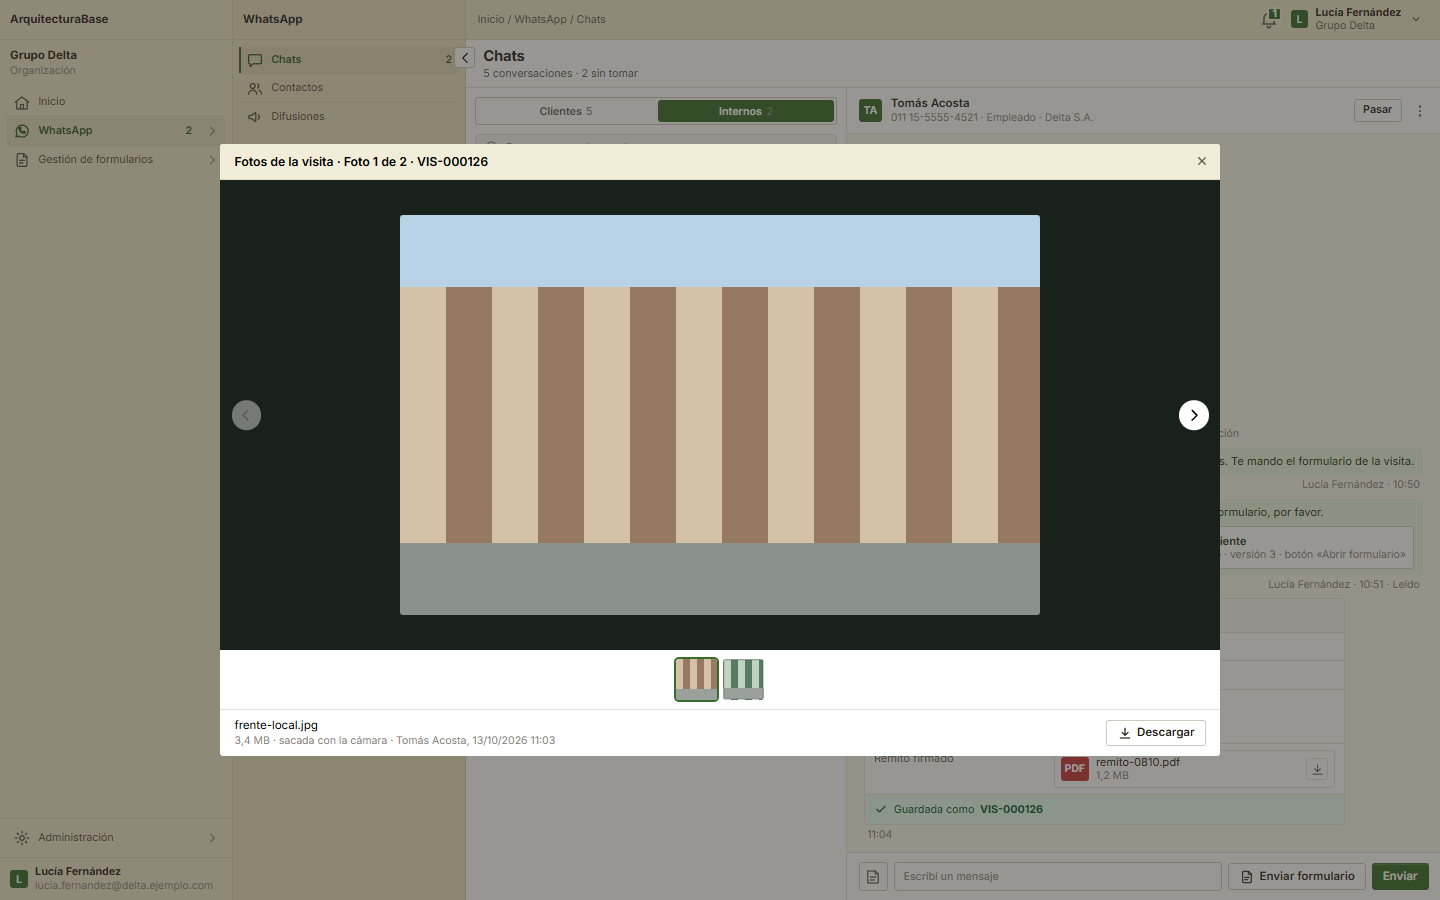 ArquitecturaBase
WhatsApp
Inicio / WhatsApp / Chats
1
L
Lucía Fernández
Grupo Delta
Grupo Delta
Organización
Inicio
WhatsApp 2
Gestión de formularios
Chats 2
Contactos
Difusiones
Chats
5 conversaciones · 2 sin tomar
Clientes 5
Internos 2
TA
Tomás Acosta
011 15-5555-4521 · Empleado · Delta S.A.
Pasar
Fotos de la visita · Foto 1 de 2 · VIS-000126
s. Te mando el formulario de la visita.
Lucía Fernández · 10:50
ormulario, por favor.
iente
· versión 3 · botón «Abrir formulario»
Lucía Fernández · 10:51 · Leído
frente-local.jpg
3,4 MB · sacada con la cámara · Tomás Acosta, 13/10/2026 11:03
Descargar
Remito firmado
PDF
remito-0810.pdf
1,2 MB
Guardada como VIS-000126
11:04
Administración
L
Lucía Fernández
lucia.fernandez@delta.ejemplo.com
Escribí un mensaje
Enviar formulario
Enviar